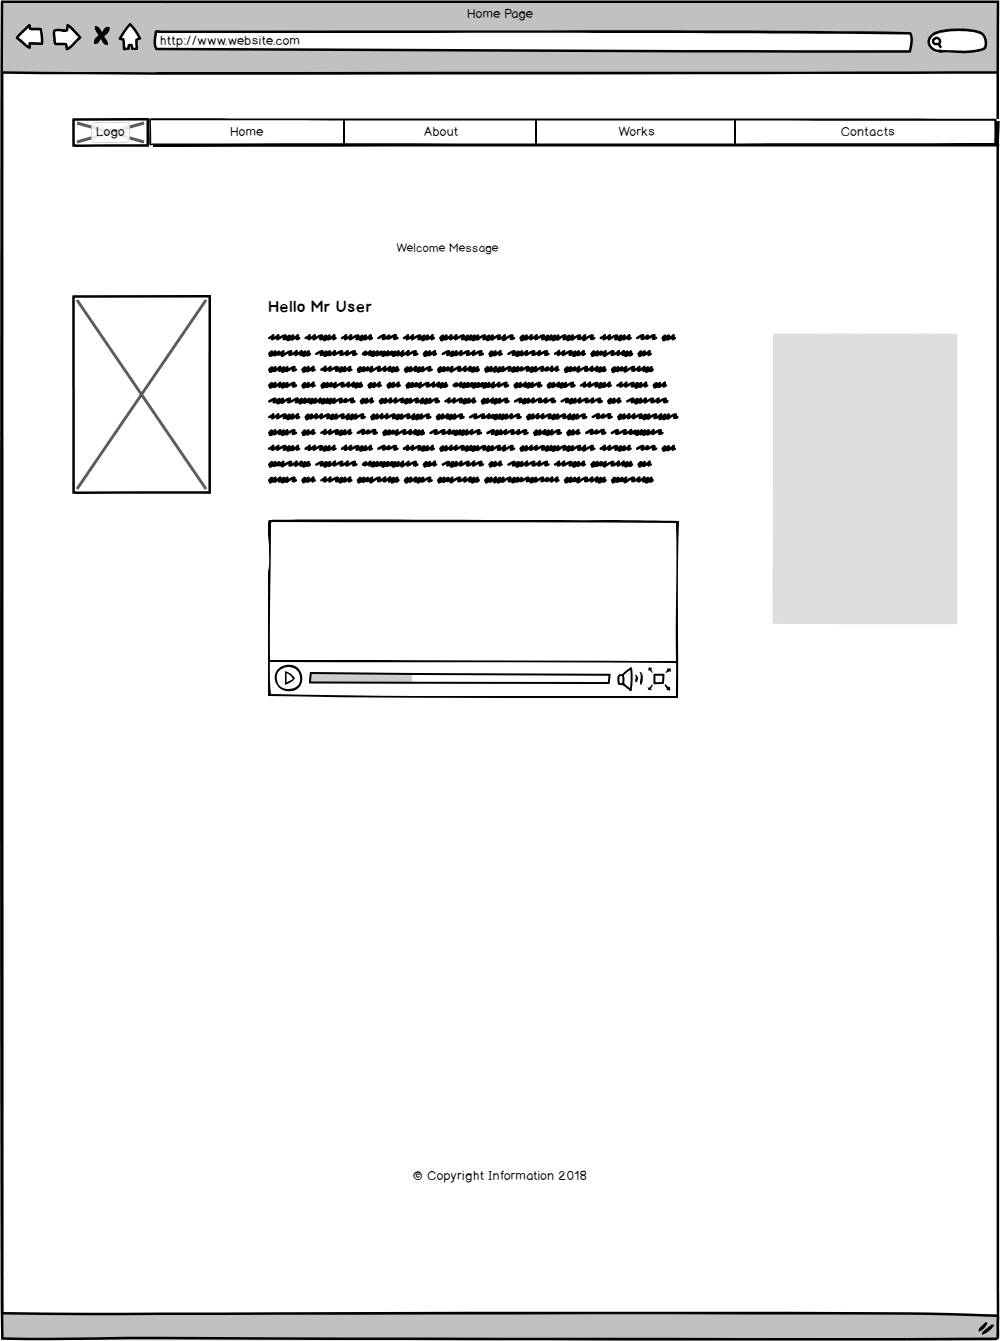 Home Page
http://www.website.com
Logo Home About Works Contacts
Welcome Message
Hello Mr User
© Copyright Information 2018